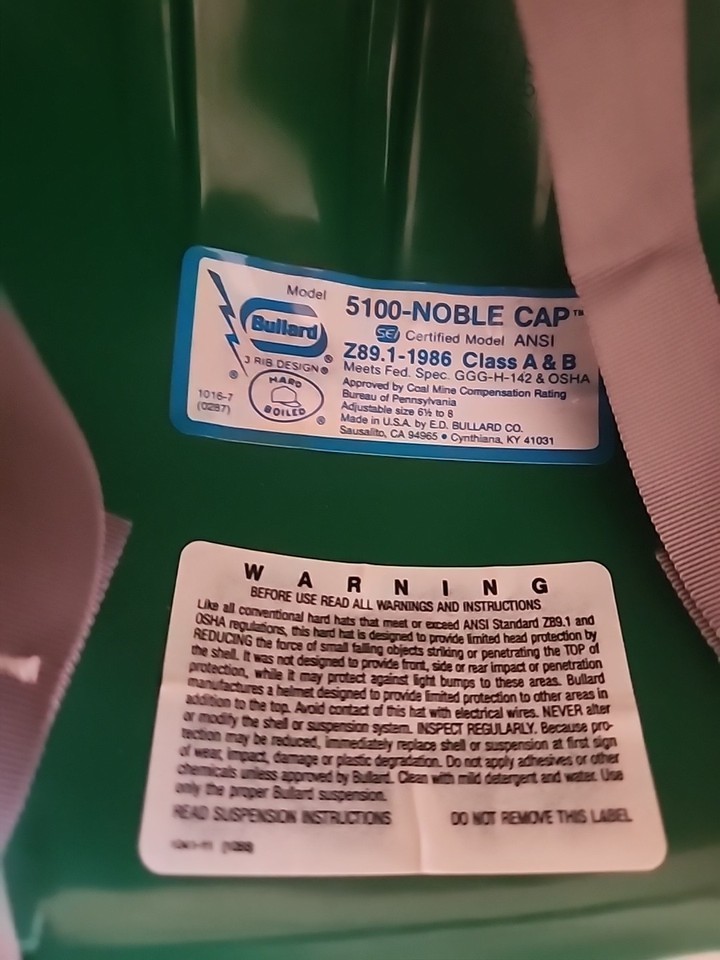 Model
5100-NOBLE CAP™
Bullard®
SEI Certified Model ANSI
3 RIB DESIGN®
Z89.1-1986 Class A & B
Meets Fed. Spec. GGG-H-142 & OSHA
HARD
BOILED
®
®
1016-7
(0287)
Approved by Coal Mine Compensation Rating
Bureau of Pennsylvania
Adjustable size 6½ to 8
Made in U.S.A. by E.D. BULLARD CO.
Sausalito, CA 94965 • Cynthiana, KY 41031
WARNING
BEFORE USE READ ALL WARNINGS AND INSTRUCTIONS
Like all conventional hard hats that meet or exceed ANSI Standard Z89.1 and
OSHA regulations, this hard hat is designed to provide limited head protection by
REDUCING the force of small falling objects striking or penetrating the TOP of
the shell. It was not designed to provide front, side or rear impact or penetration
protection, while it may protect against light bumps to these areas. Bullard
manufactures a helmet designed to provide limited protection to other areas in
addition to the top. Avoid contact of this hat with electrical wires. NEVER alter
or modify the shell or suspension system. INSPECT REGULARLY. Because pro-
tection may be reduced, immediately replace shell or suspension at first sign
of wear, impact, damage or plastic degradation. Do not apply adhesives or other
chemicals unless approved by Bullard. Clean with mild detergent and water. Use
only the proper Bullard suspension.
READ SUSPENSION INSTRUCTIONS DO NOT REMOVE THIS LABEL